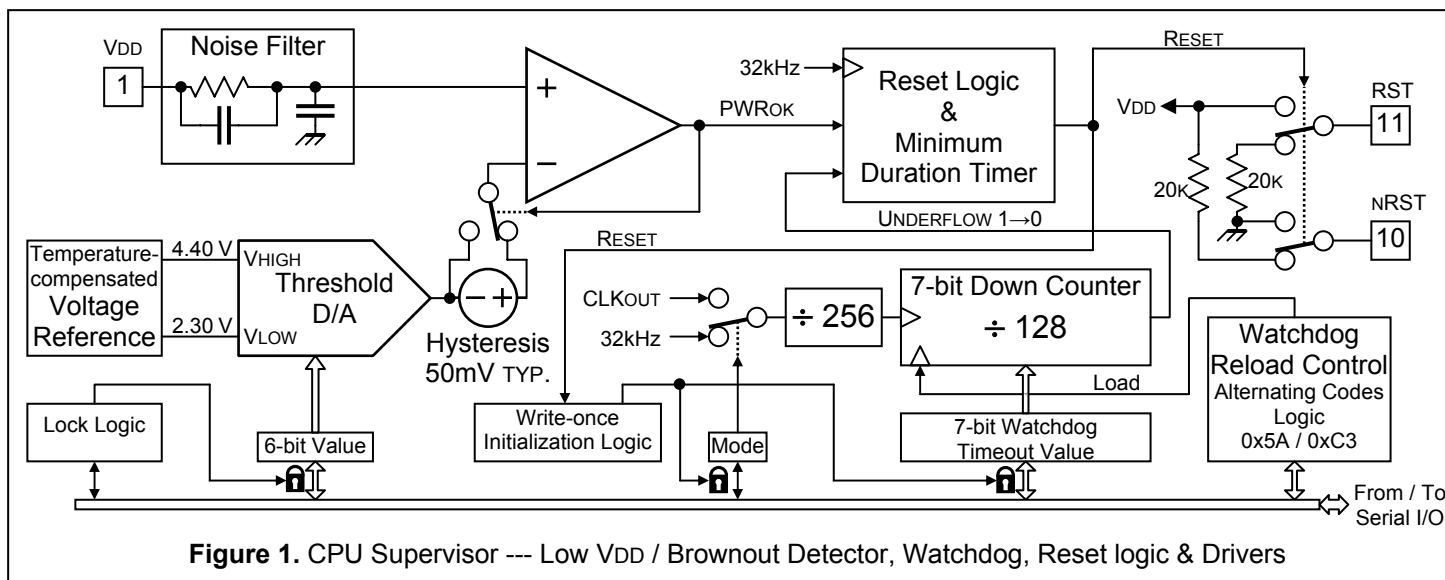 VDD
1
Noise Filter
+
−
PWROK
32kHz
Reset Logic
&
Minimum
Duration Timer
RESET
VDD
20K
20K
RST
11
NRST
10
UNDERFLOW 1→0
RESET
Temperature-
compensated
Voltage
Reference
4.40 V
2.30 V
VHIGH
VLOW
Threshold
D/A
− +
Hysteresis
50mV TYP.
CLKOUT
32kHz
÷ 256
7-bit Down Counter
÷ 128
Load
Watchdog
Reload Control
Alternating Codes
Logic
0x5A / 0xC3
Lock Logic
6-bit Value
Write-once
Initialization Logic
Mode
7-bit Watchdog
Timeout Value
From / To
Serial I/O
Figure 1. CPU Supervisor --- Low VDD / Brownout Detector, Watchdog, Reset logic & Drivers